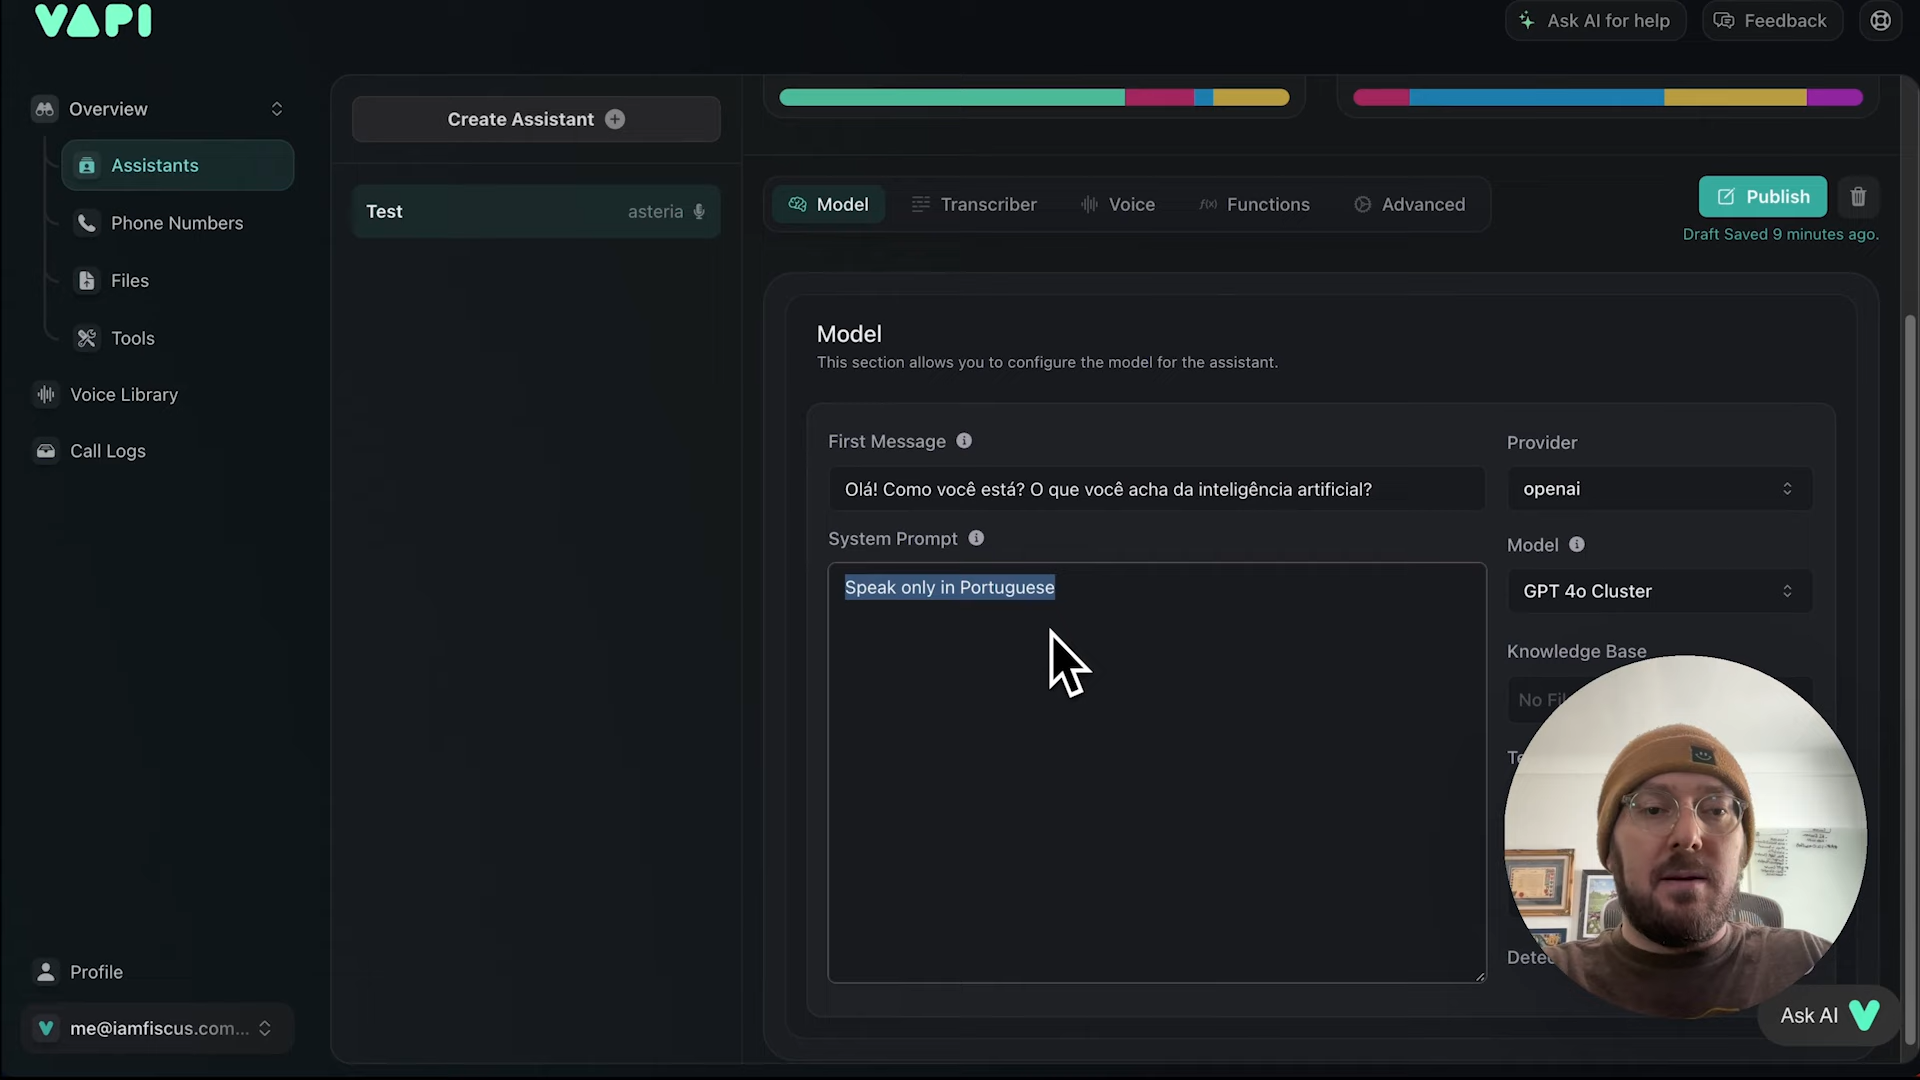 VAPI
Ask AI for help
Feedback
Overview
Assistants
Phone Numbers
Files
Tools
Voice Library
Call Logs
Profile
me@iamfiscus.com...
Create Assistant
Test
asteria
Model
Transcriber
Voice
f(x) Functions
Advanced
Publish
Draft Saved 9 minutes ago.
Model
This section allows you to configure the model for the assistant.
First Message
Olá! Como você está? O que você acha da inteligência artificial?
System Prompt
Speak only in Portuguese
Provider
openai
Model
GPT 4o Cluster
Knowledge Base
No
Ask AI